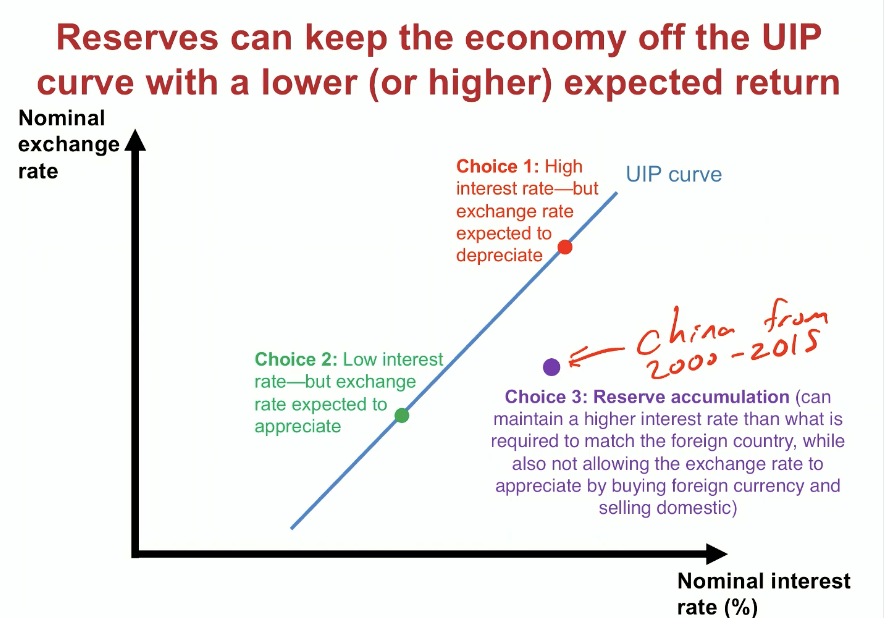 Reserves can keep the economy off the UIP
curve with a lower (or higher) expected return
Nominal
exchange
rate
Choice 1: High
interest rate—but
exchange rate
expected to
depreciate
UIP curve
China from
2000-2015
Choice 2: Low interest
rate—but exchange
rate expected to
appreciate
Choice 3: Reserve accumulation (can
maintain a higher interest rate than what is
required to match the foreign country, while
also not allowing the exchange rate to
appreciate by buying foreign currency and
selling domestic)
Nominal interest
rate (%)